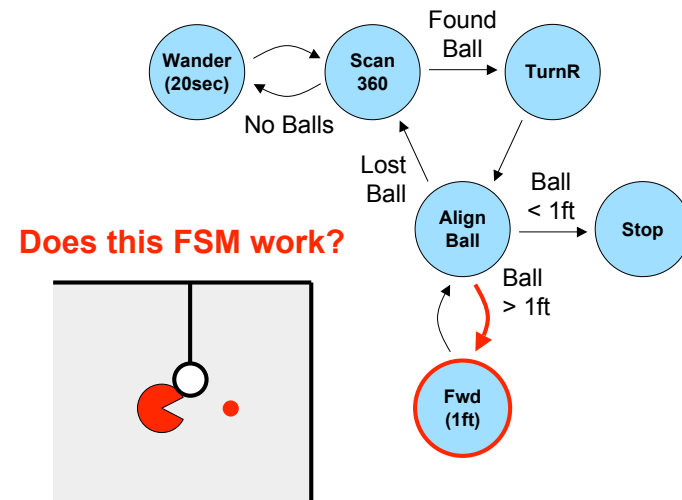 Wander
(20sec)
Scan
360
Found
Ball
TurnR
No Balls
Lost
Ball
Align
Ball
Ball
< 1ft
Stop
Does this FSM work?
Ball
> 1ft
Fwd
(1ft)